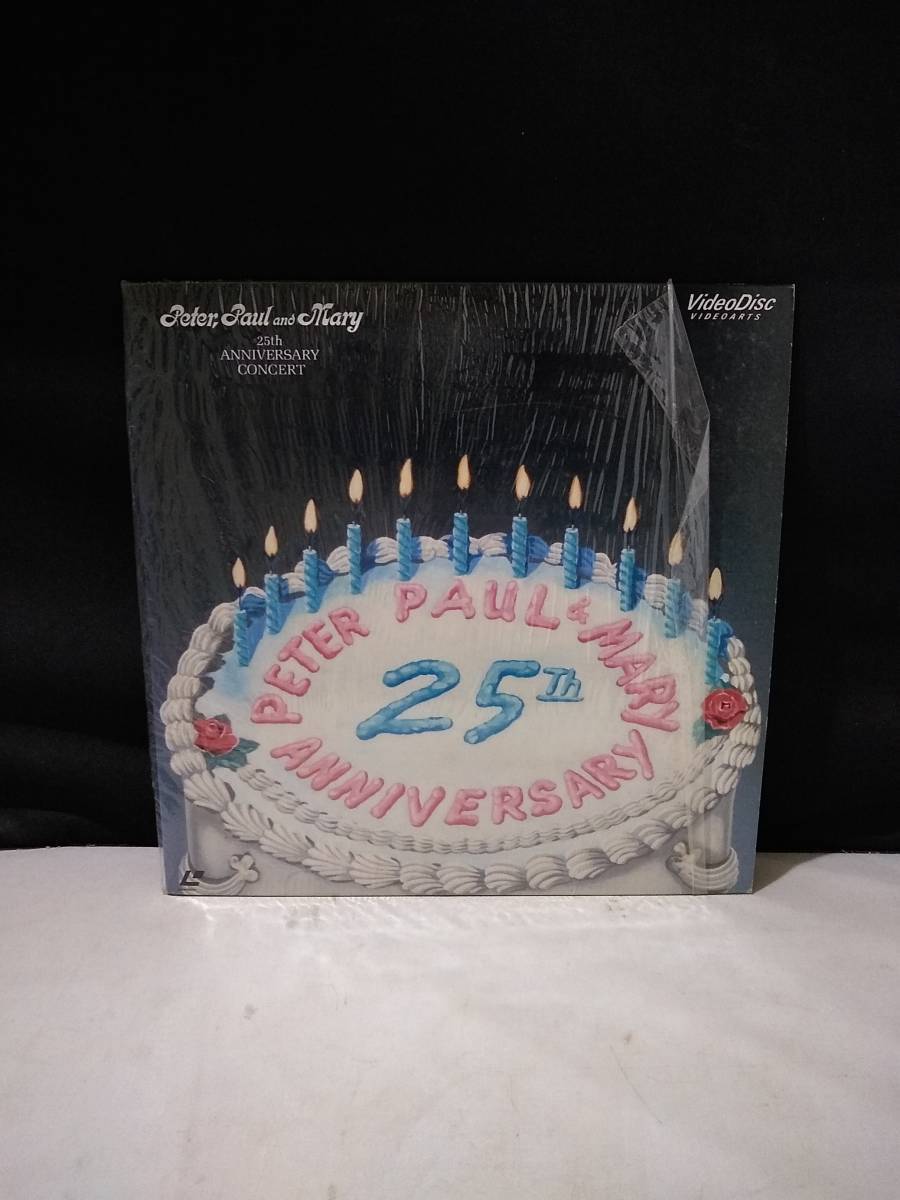 Peter, Paul and Mary
25th
ANNIVERSARY
CONCERT
VideoDisc
VIDEOARTS
PETER PAUL & MARY
25Th
ANNIVERSARY